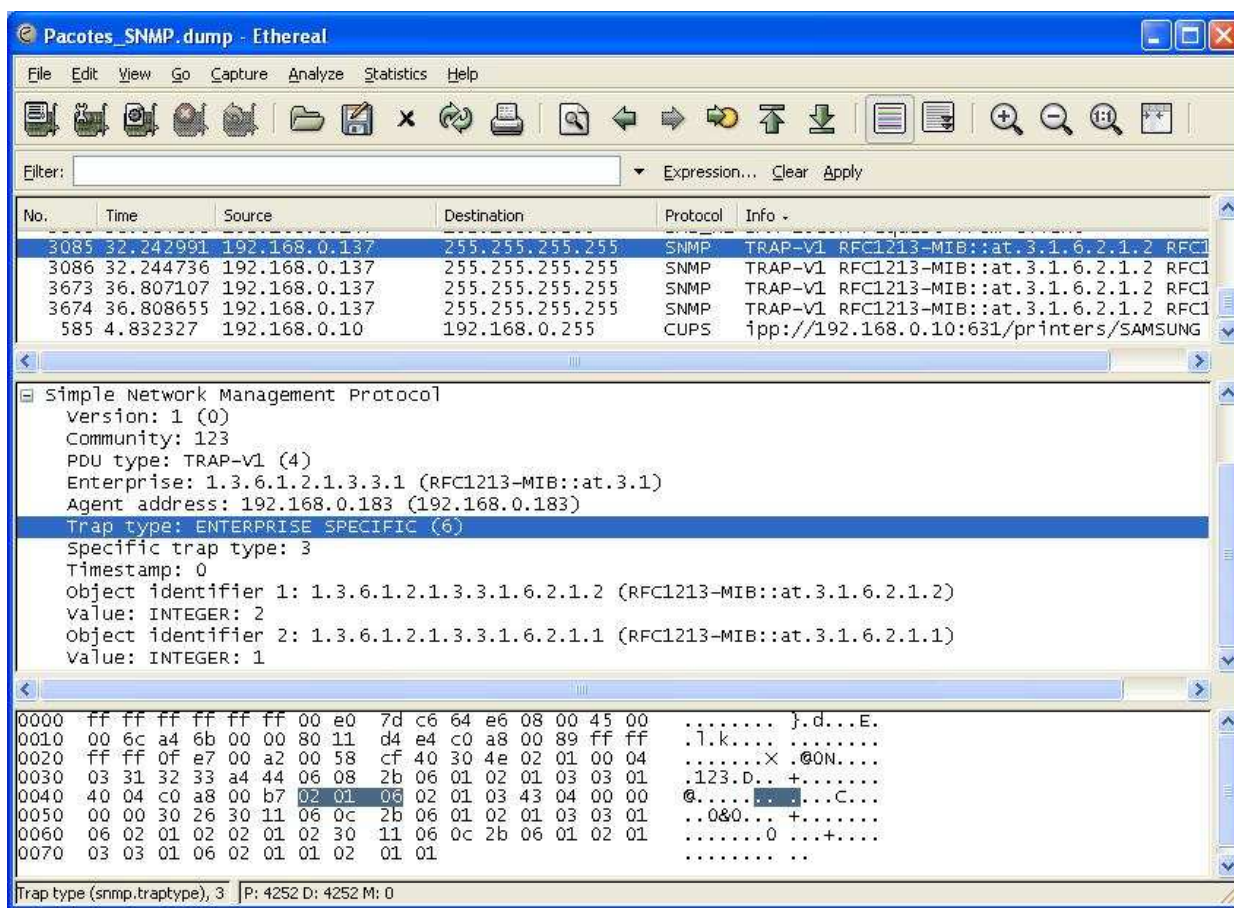 Pacotes_SNMP.dump - Ethereal
File Edit View Go Capture Analyze Statistics Help
Filter: Expression... Clear Apply
No. Time Source Destination Protocol Info
3085 32.242991 192.168.0.137 255.255.255.255 SNMP TRAP-V1 RFC1213-MIB::at.3.1.6.2.1.2 RFC1
3086 32.244736 192.168.0.137 255.255.255.255 SNMP TRAP-V1 RFC1213-MIB::at.3.1.6.2.1.2 RFC1
3673 36.807107 192.168.0.137 255.255.255.255 SNMP TRAP-V1 RFC1213-MIB::at.3.1.6.2.1.2 RFC1
3674 36.808655 192.168.0.137 255.255.255.255 SNMP TRAP-V1 RFC1213-MIB::at.3.1.6.2.1.2 RFC1
585 4.832327 192.168.0.10 192.168.0.255 CUPS ipp://192.168.0.10:631/printers/SAMSUNG
Simple Network Management Protocol
Version: 1 (0)
Community: 123
PDU type: TRAP-V1 (4)
Enterprise: 1.3.6.1.2.1.3.3.1 (RFC1213-MIB::at.3.1)
Agent address: 192.168.0.183 (192.168.0.183)
Trap type: ENTERPRISE SPECIFIC (6)
Specific trap type: 3
Timestamp: 0
Object identifier 1: 1.3.6.1.2.1.3.3.1.6.2.1.2 (RFC1213-MIB::at.3.1.6.2.1.2)
Value: INTEGER: 2
Object identifier 2: 1.3.6.1.2.1.3.3.1.6.2.1.1 (RFC1213-MIB::at.3.1.6.2.1.1)
Value: INTEGER: 1
0000 ff ff ff ff ff ff 00 e0 7d c6 64 e6 08 00 45 00 ........ }.d...E.
0010 00 6c a4 6b 00 00 80 11 d4 e4 c0 a8 00 89 ff ff .l.k.... ........
0020 ff ff 0f e7 00 a2 00 58 cf 40 30 4e 02 01 00 04 .......X .@0N....
0030 03 31 32 33 a4 44 06 08 2b 06 01 02 01 03 03 01 .123.D.. +.......
0040 40 04 c0 a8 00 b7 02 01 06 02 01 03 43 04 00 00 @....... ....C...
0050 00 00 30 26 30 11 06 0c 2b 06 01 02 01 03 03 01 ..0&0... +.......
0060 06 02 01 02 02 01 02 30 11 06 0c 2b 06 01 02 01 .......0 ...+....
0070 03 03 01 06 02 01 01 02 01 01 ........ ..
Trap type (snmp.traptype), 3 P: 4252 D: 4252 M: 0